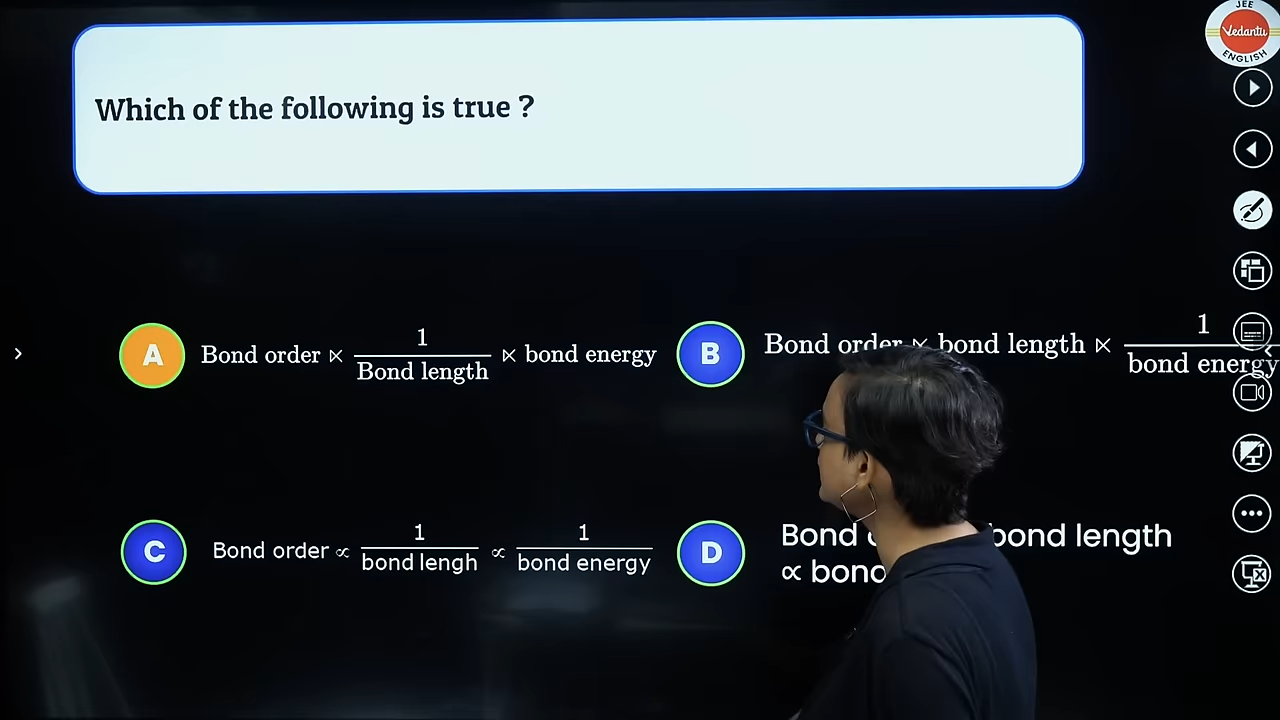 JEE
Vedantu
ENGLISH
Which of the following is true ?
A Bond order ⋉ 1/Bond length ⋉ bond energy
B Bond order ⋉ bond length ⋉ 1/bond energy
C Bond order ∝ 1/bond lengh ∝ 1/bond energy
D Bond bond length
∝